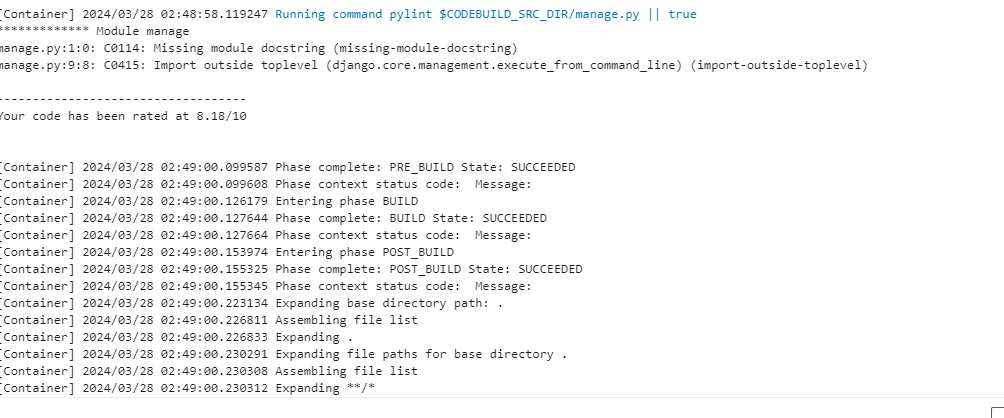 [Container] 2024/03/28 02:48:58.119247 Running command pylint $CODEBUILD_SRC_DIR/manage.py || true
************* Module manage
manage.py:1:0: C0114: Missing module docstring (missing-module-docstring)
manage.py:9:8: C0415: Import outside toplevel (django.core.management.execute_from_command_line) (import-outside-toplevel)
-----------------------------------
Your code has been rated at 8.18/10
[Container] 2024/03/28 02:49:00.099587 Phase complete: PRE_BUILD State: SUCCEEDED
[Container] 2024/03/28 02:49:00.099608 Phase context status code:  Message:
[Container] 2024/03/28 02:49:00.126179 Entering phase BUILD
[Container] 2024/03/28 02:49:00.127644 Phase complete: BUILD State: SUCCEEDED
[Container] 2024/03/28 02:49:00.127664 Phase context status code:  Message:
[Container] 2024/03/28 02:49:00.153974 Entering phase POST_BUILD
[Container] 2024/03/28 02:49:00.155325 Phase complete: POST_BUILD State: SUCCEEDED
[Container] 2024/03/28 02:49:00.155345 Phase context status code:  Message:
[Container] 2024/03/28 02:49:00.223134 Expanding base directory path: .
[Container] 2024/03/28 02:49:00.226811 Assembling file list
[Container] 2024/03/28 02:49:00.226833 Expanding .
[Container] 2024/03/28 02:49:00.230291 Expanding file paths for base directory .
[Container] 2024/03/28 02:49:00.230308 Assembling file list
[Container] 2024/03/28 02:49:00.230312 Expanding **/*